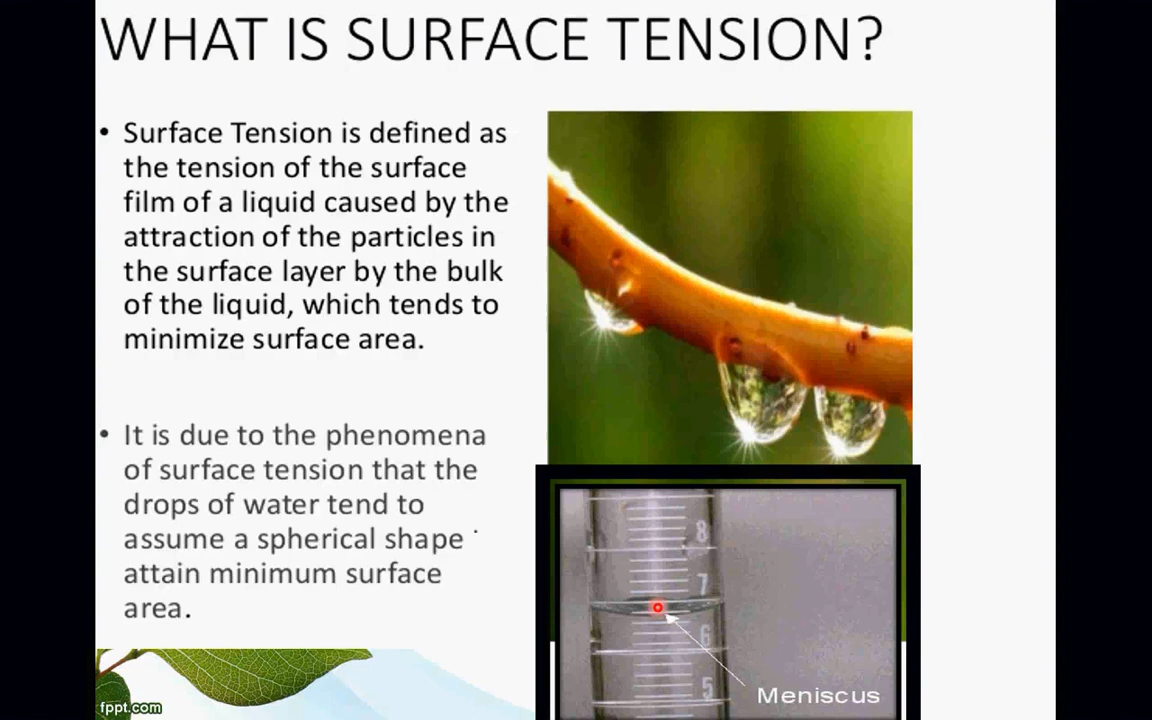 WHAT IS SURFACE TENSION?
• Surface Tension is defined as
the tension of the surface
film of a liquid caused by the
attraction of the particles in
the surface layer by the bulk
of the liquid, which tends to
minimize surface area.
• It is due to the phenomena
of surface tension that the
drops of water tend to
assume a spherical shape
attain minimum surface
area.
8
7
6
5
Meniscus
fppt.com